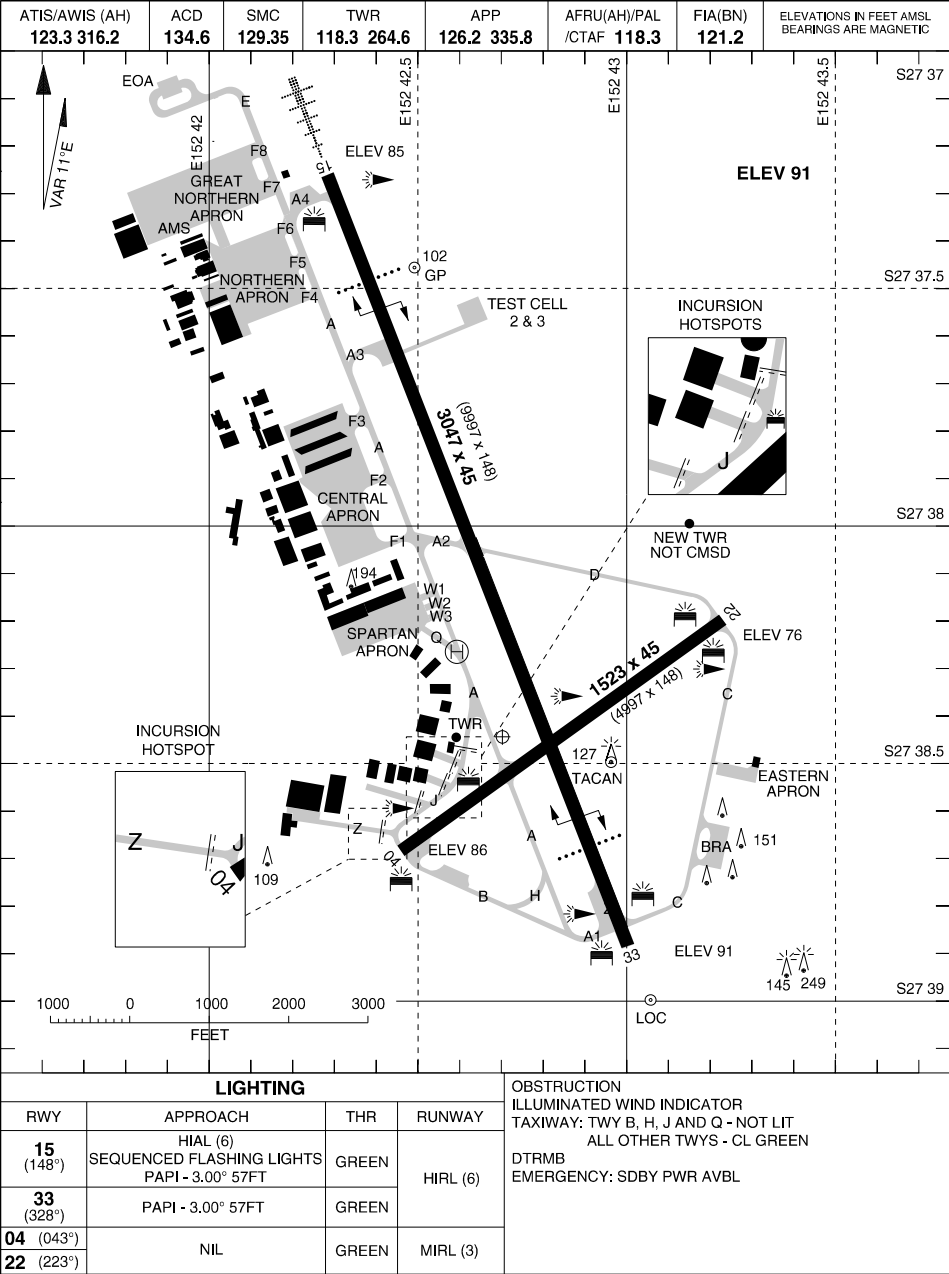 ATIS/AWIS (AH)
123.3 316.2
ACD
134.6
SMC
129.35
TWR
118.3 264.6
APP
126.2 335.8
AFRU(AH)/PAL
/CTAF 118.3
FIA(BN)
121.2
ELEVATIONS IN FEET AMSL
BEARINGS ARE MAGNETIC
VAR 11°E
EOA
E
E152 42
E152 42.5
E152 43
E152 43.5
S27 37
F8
15
ELEV 85
ELEV 91
GREAT
NORTHERN
APRON
F7
A4
AMS
F6
F5
102
GP
NORTHERN
APRON
F4
S27 37.5
A
TEST CELL
2 & 3
INCURSION
HOTSPOTS
A3
J
F3
A
3047 x 45
(9997 x 148)
F2
CENTRAL
APRON
S27 38
F1
A2
NEW TWR
NOT CMSD
D
194
W1
W2
W3
22
SPARTAN
APRON
Q
H
ELEV 76
1523 x 45
(4997 x 148)
A
C
INCURSION
HOTSPOT
TWR
127
TACAN
S27 38.5
EASTERN
APRON
J
Z
J
04
Z
04
ELEV 86
A
BRA
151
109
B
H
C
A1
33
ELEV 91
145
249
S27 39
LOC
1000 0 1000 2000 3000
FEET
LIGHTING
RWY
APPROACH
THR
RUNWAY
15
(148°)
HIAL (6)
SEQUENCED FLASHING LIGHTS
PAPI - 3.00° 57FT
GREEN
HIRL (6)
33
(328°)
PAPI - 3.00° 57FT
GREEN
04 (043°)
22 (223°)
NIL
GREEN
MIRL (3)
OBSTRUCTION
ILLUMINATED WIND INDICATOR
TAXIWAY: TWY B, H, J AND Q - NOT LIT
ALL OTHER TWYS - CL GREEN
DTRMB
EMERGENCY: SDBY PWR AVBL